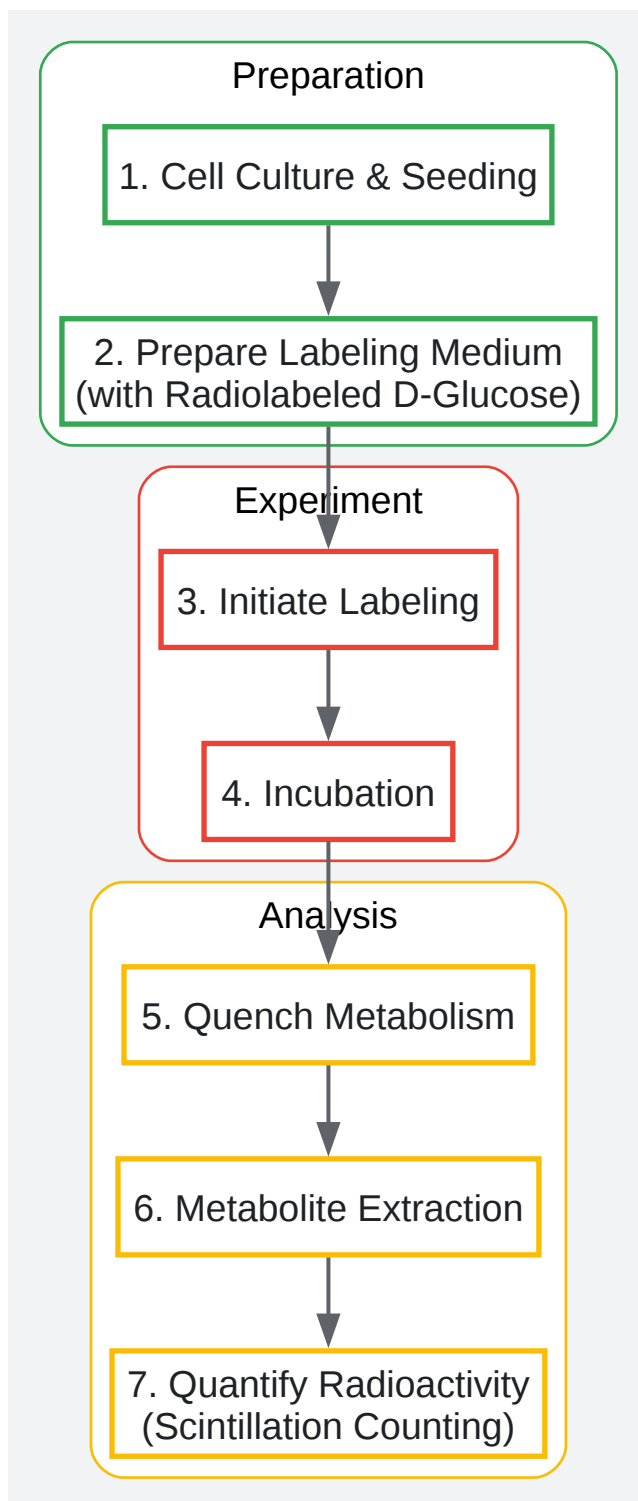 Preparation
1. Cell Culture & Seeding
2. Prepare Labeling Medium
(with Radiolabeled D-Glucose)
Experiment
3. Initiate Labeling
4. Incubation
Analysis
5. Quench Metabolism
6. Metabolite Extraction
7. Quantify Radioactivity
(Scintillation Counting)